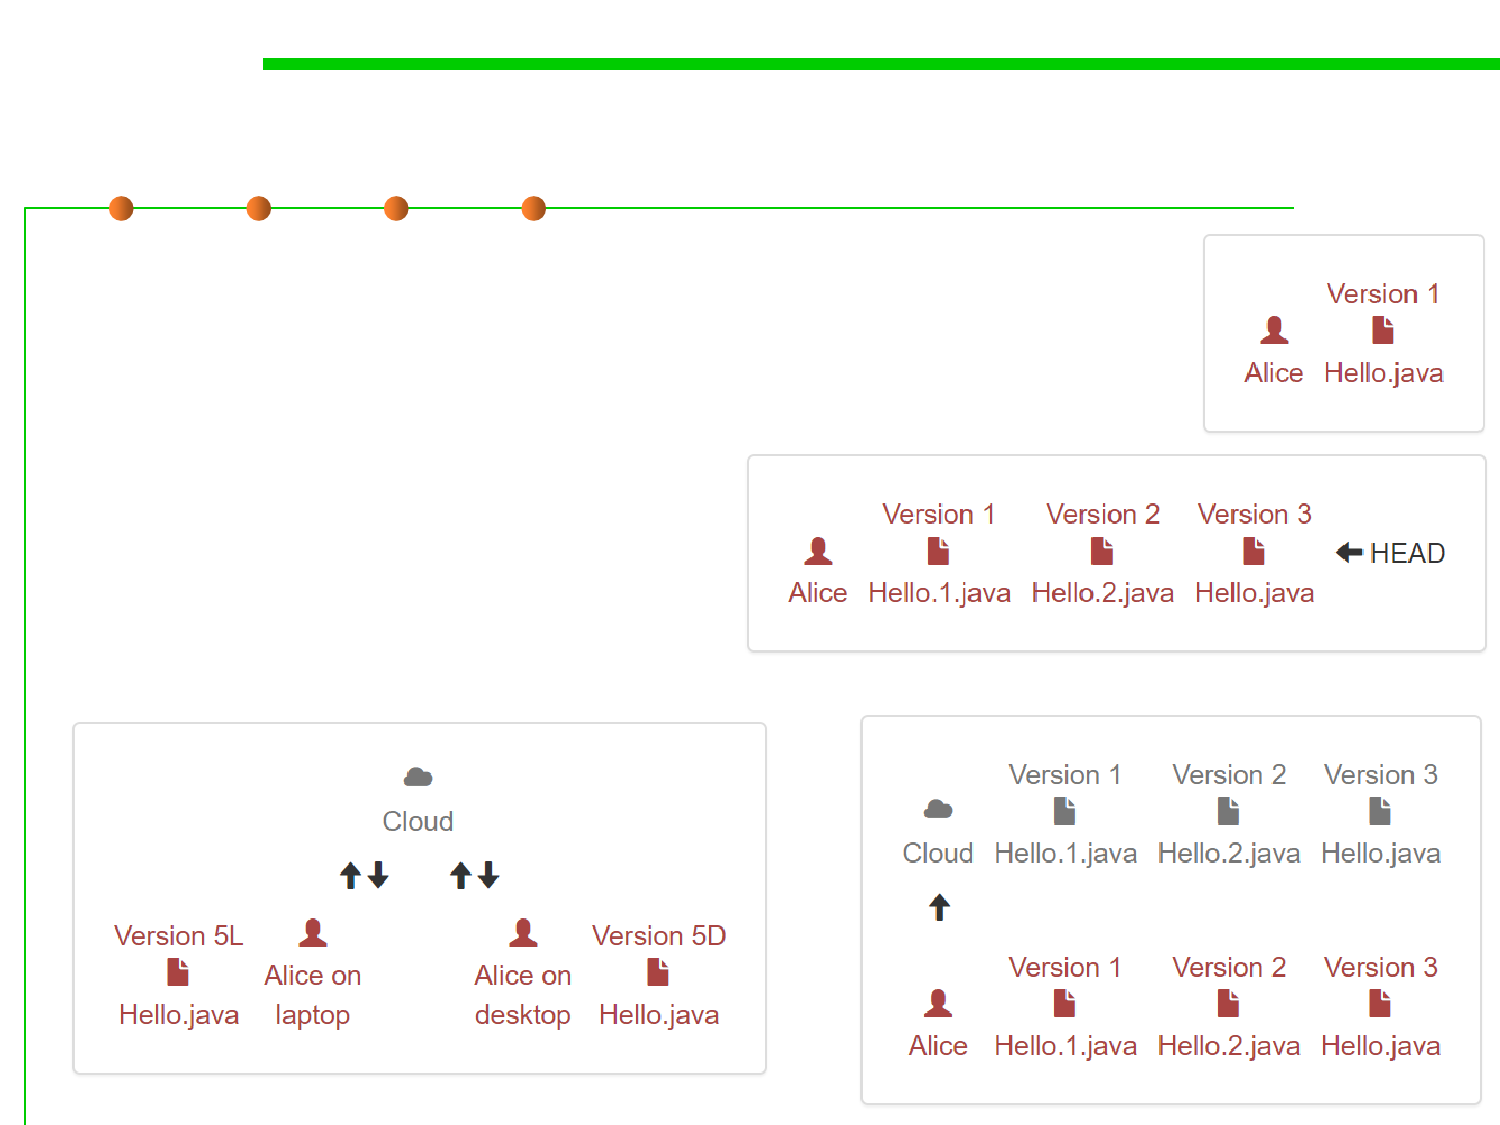 Version 1
Alice Hello.java
Version 1 Version 2 Version 3
HEAD
Alice Hello.1.java Hello.2.java Hello.java
Cloud
Version 5L
Alice on
Hello.java laptop
Alice on
desktop
Version 5D
Hello.java
Version 1 Version 2 Version 3
Cloud Hello.1.java Hello.2.java Hello.java
Version 1 Version 2 Version 3
Alice Hello.1.java Hello.2.java Hello.java